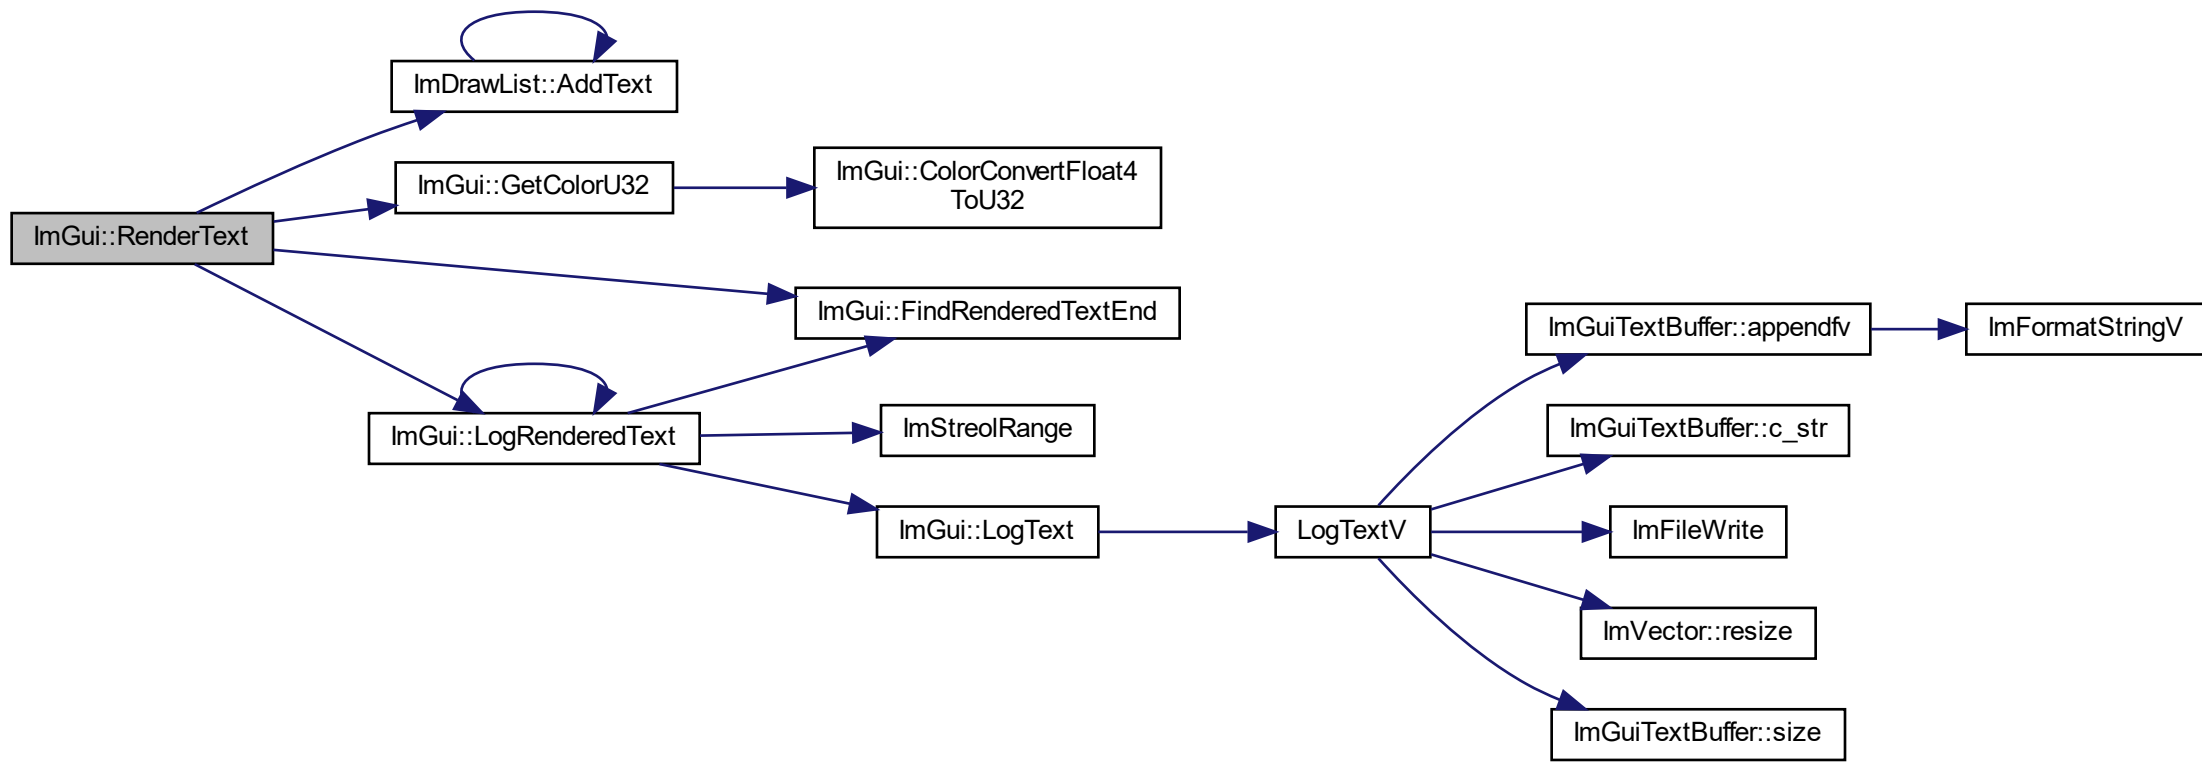 ImDrawList::AddText
ImGui::GetColorU32
ImGui::ColorConvertFloat4
ToU32
ImGui::RenderText
ImGui::FindRenderedTextEnd
ImGuiTextBuffer::appendfv
ImFormatStringV
ImGui::LogRenderedText
ImStreolRange
ImGuiTextBuffer::c_str
ImGui::LogText
LogTextV
ImFileWrite
ImVector::resize
ImGuiTextBuffer::size